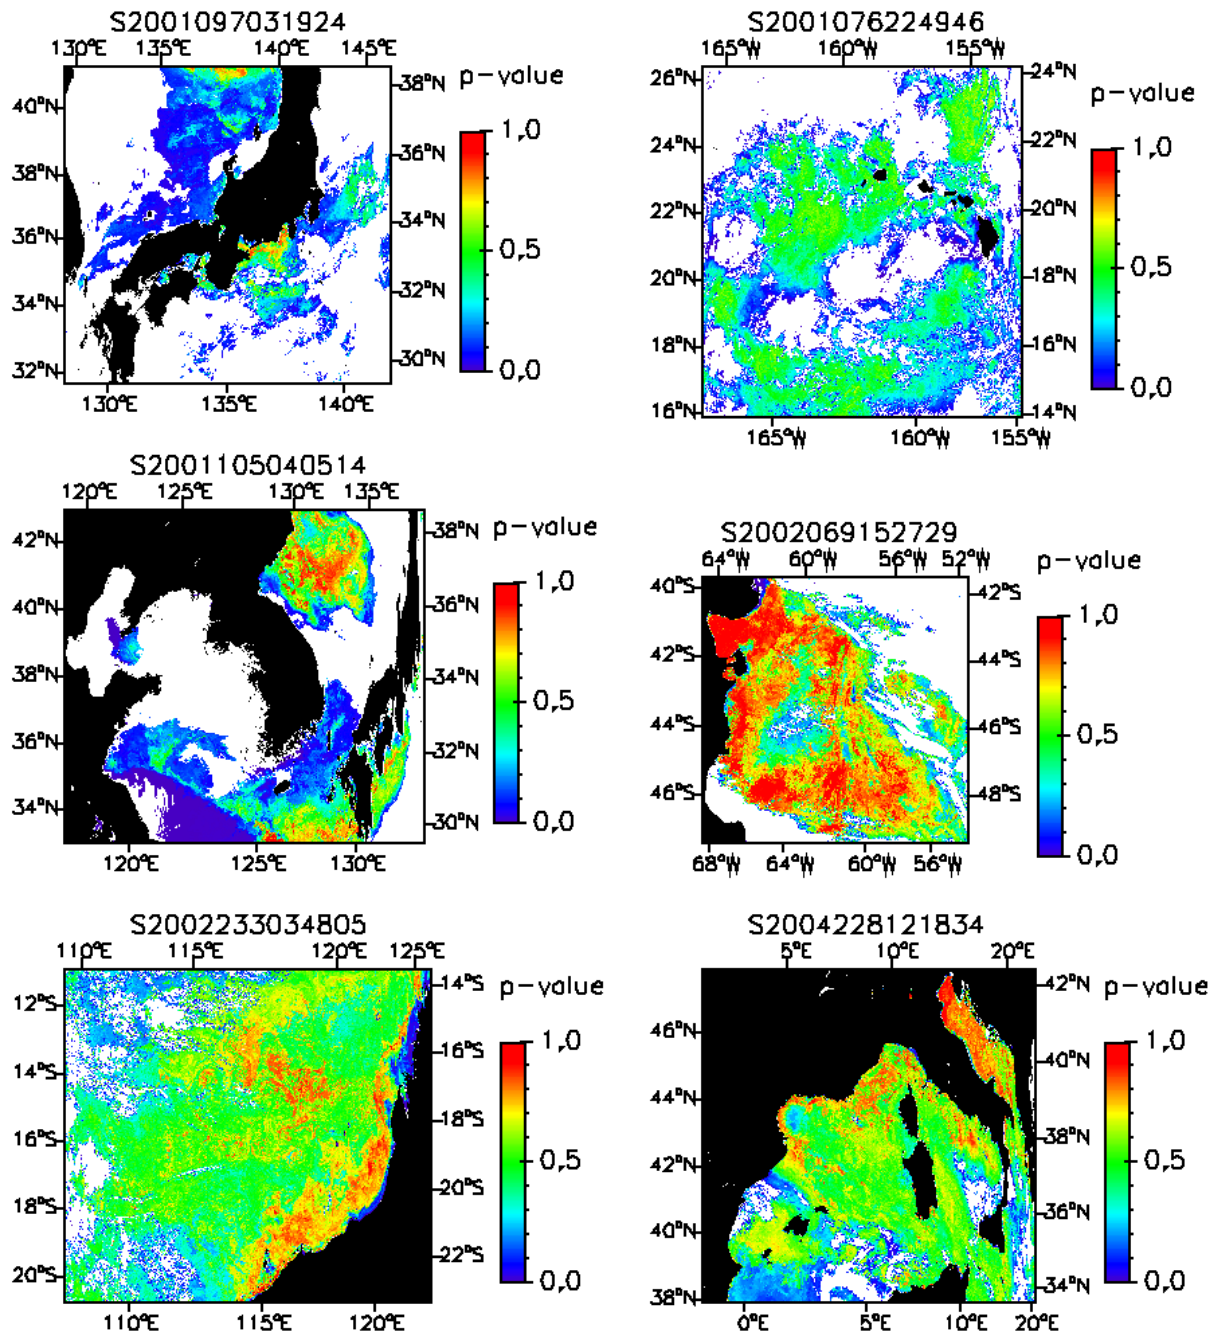 S2001097031924
130°E 135°E 140°E 145°E
40°N 38°N 36°N 34°N 32°N
38°N 36°N 34°N 32°N 30°N
130°E 135°E 140°E
p-value
1,0
0,5
0,0
S2001076224946
165°W 160°W 155°W
26°N 24°N 22°N 20°N 18°N 16°N
24°N 22°N 20°N 18°N 16°N 14°N
165°W 160°W 155°W
p-value
1,0
0,5
0,0
S2001105040514
120°E 125°E 130°E 135°E
42°N 40°N 38°N 36°N 34°N
38°N 36°N 34°N 32°N 30°N
120°E 125°E 130°E
p-value
1,0
0,5
0,0
S2002069152729
64°W 60°W 56°W 52°W
40°S 42°S 44°S 46°S
42°S 44°S 46°S 48°S
68°W 64°W 60°W 56°W
p-value
1,0
0,5
0,0
S2002233034805
110°E 115°E 120°E 125°E
12°S 14°S 16°S 18°S 20°S
14°S 16°S 18°S 20°S 22°S
110°E 115°E 120°E
p-value
1,0
0,5
0,0
S2004228121834
5°E 10°E 20°E
46°N 44°N 42°N 40°N 38°N
42°N 40°N 38°N 36°N 34°N
0°E 5°E 10°E 20°E
p-value
1,0
0,5
0,0